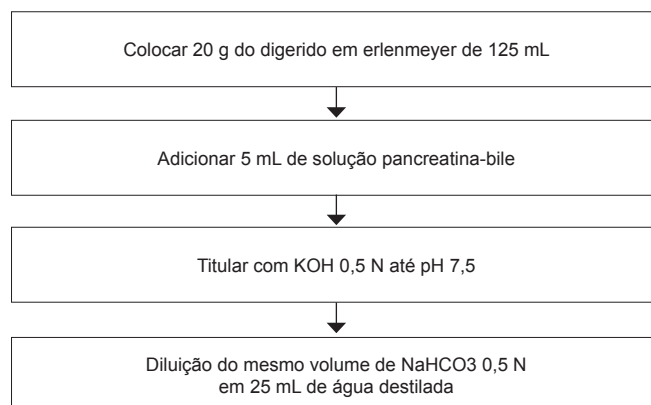 Colocar 20 g do digerido em erlenmeyer de 125 mL
Adicionar 5 mL de solução pancreatina-bile
Titular com KOH 0,5 N até pH 7,5
Diluição do mesmo volume de NaHCO3 0,5 N
em 25 mL de água destilada